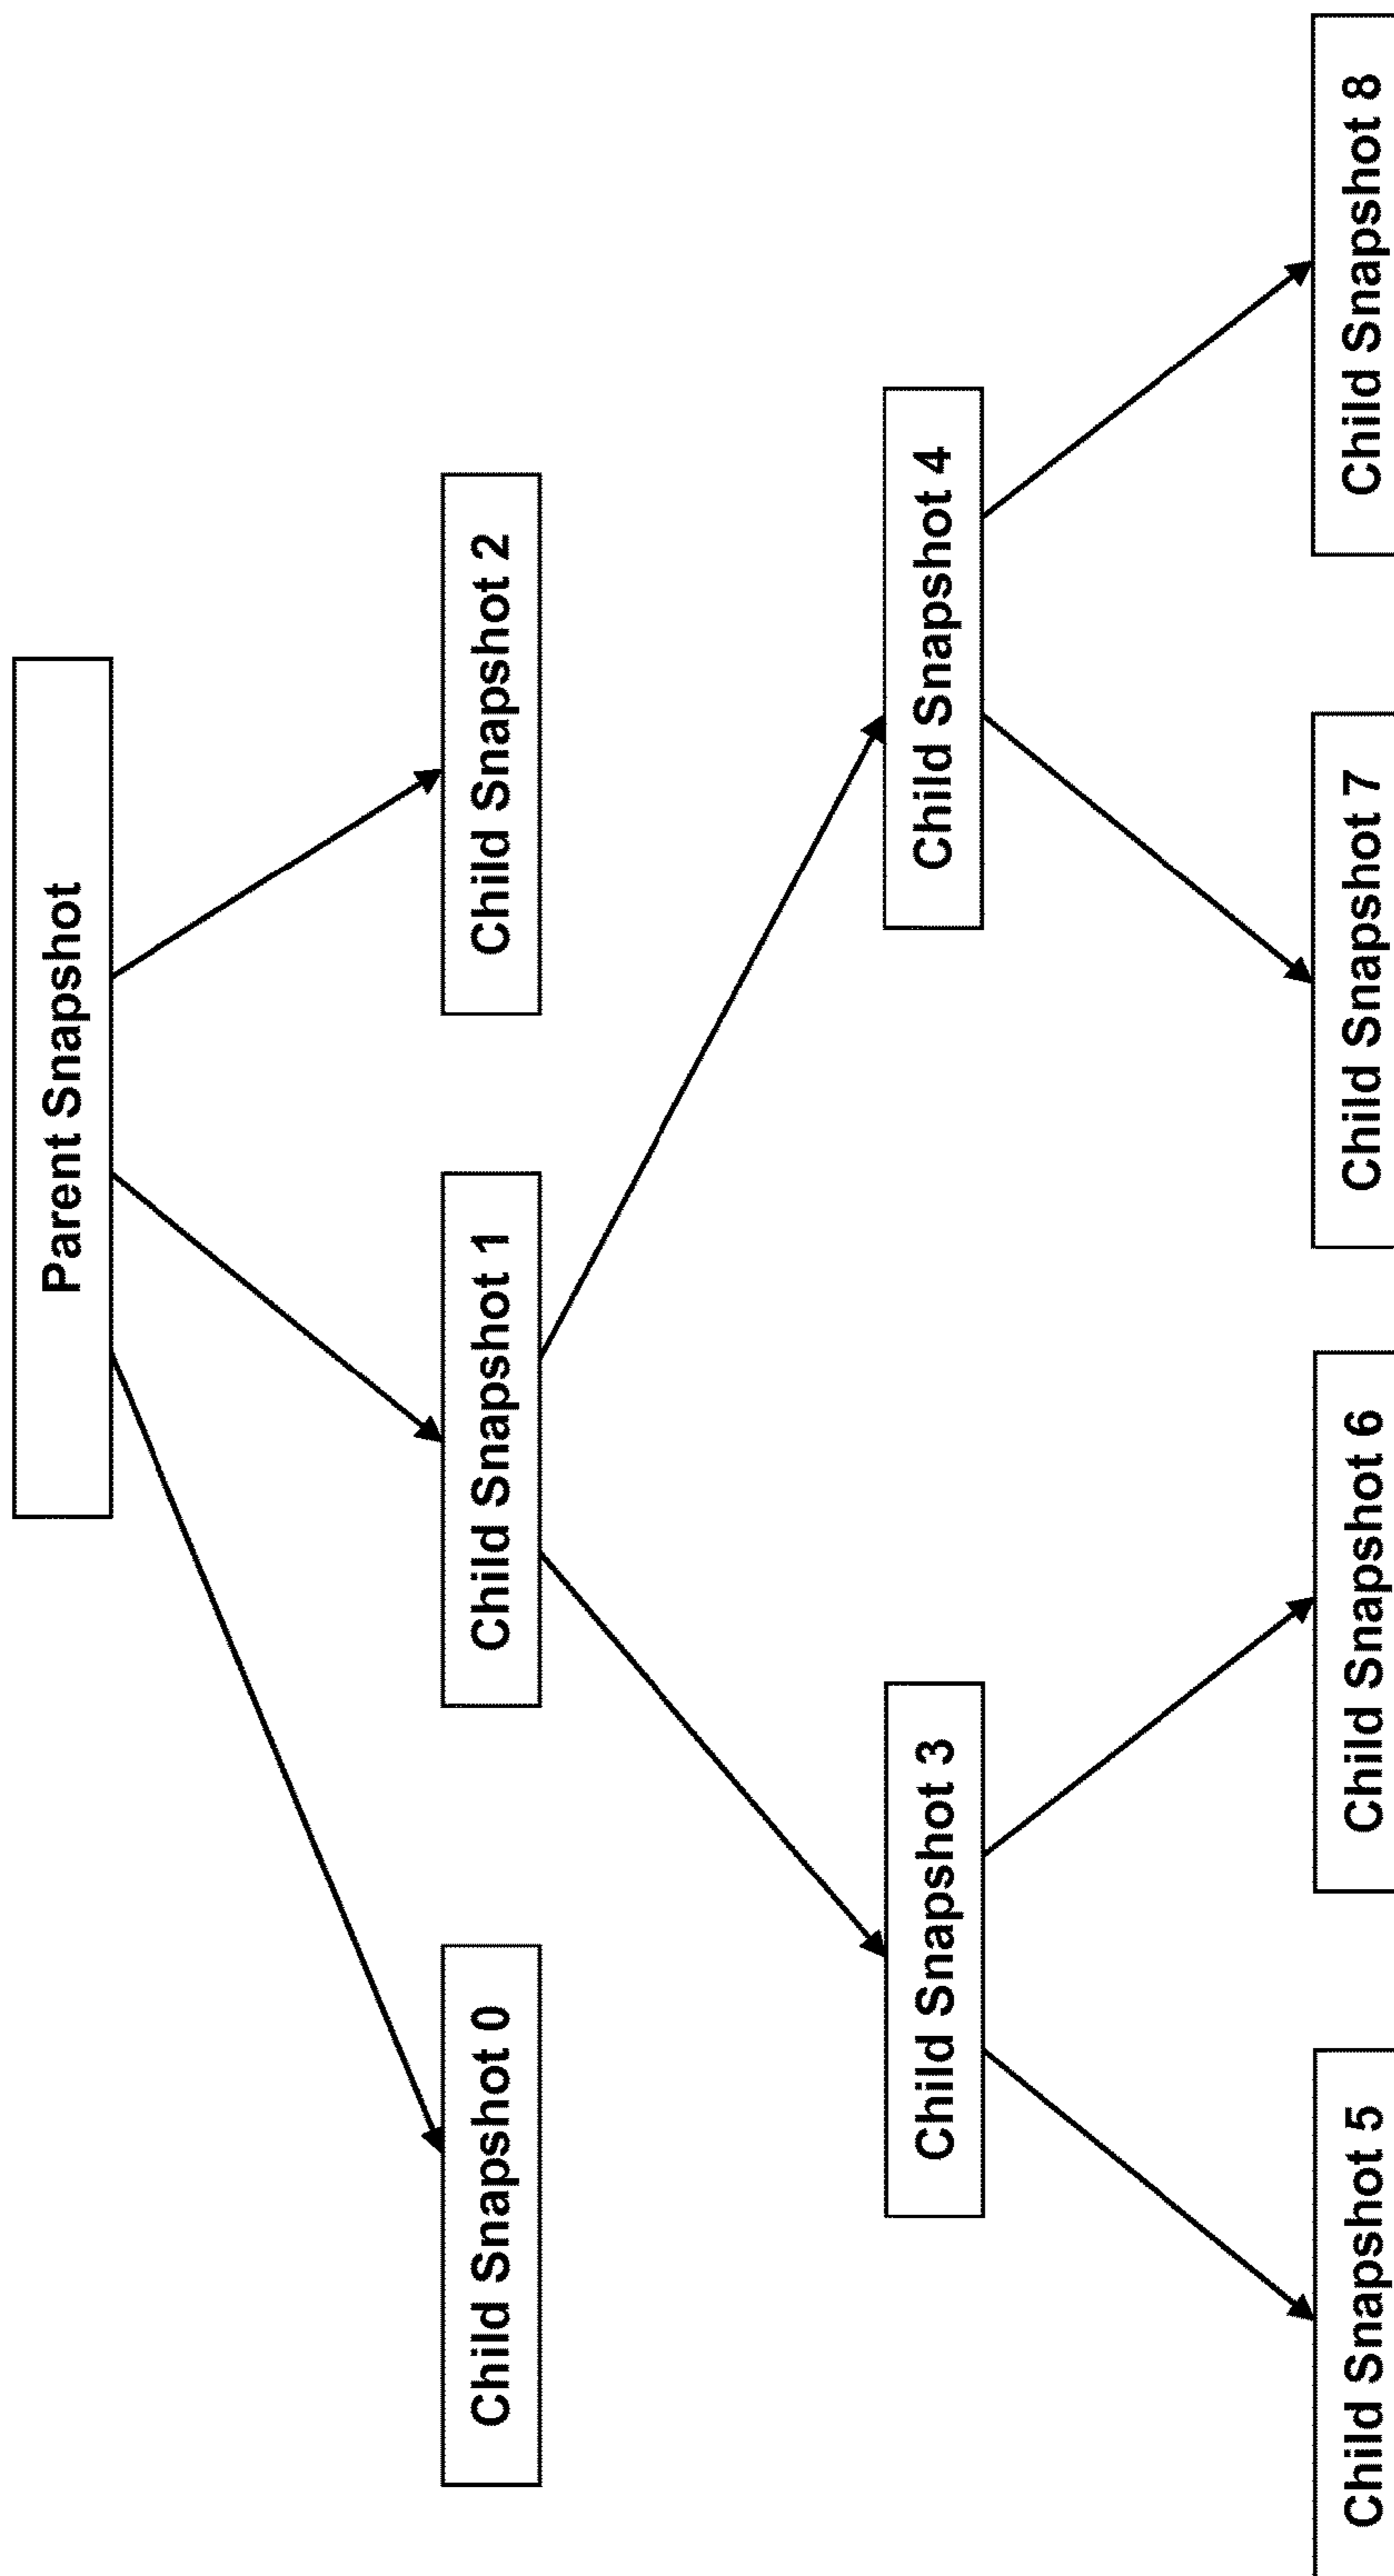 Parent Snapshot
Child Snapshot 0
Child Snapshot 1
Child Snapshot 2
Child Snapshot 3
Child Snapshot 4
Child Snapshot 5
Child Snapshot 6
Child Snapshot 7
Child Snapshot 8